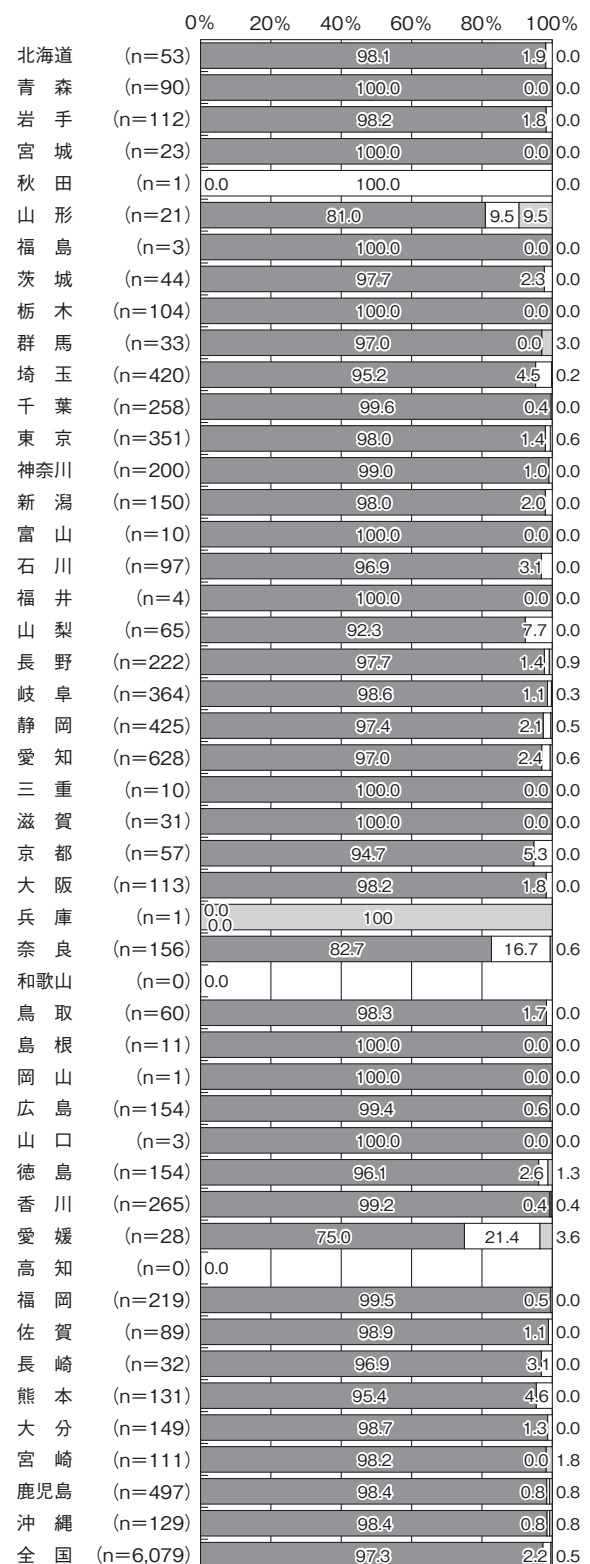 0% 20% 40% 60% 80% 100%
北海道 (n=53) 98.1 1.9 0.0
青 森 (n=90) 100.0 0.0 0.0
岩 手 (n=112) 98.2 1.8 0.0
宮 城 (n=23) 100.0 0.0 0.0
秋 田 (n=1) 0.0 100.0 0.0
山 形 (n=21) 81.0 9.5 9.5
福 島 (n=3) 100.0 0.0 0.0
茨 城 (n=44) 97.7 2.3 0.0
栃 木 (n=104) 100.0 0.0 0.0
群 馬 (n=33) 97.0 0.0 3.0
埼 玉 (n=420) 95.2 4.5 0.2
千 葉 (n=258) 99.6 0.4 0.0
東 京 (n=351) 98.0 1.4 0.6
神奈川 (n=200) 99.0 1.0 0.0
新 潟 (n=150) 98.0 2.0 0.0
富 山 (n=10) 100.0 0.0 0.0
石 川 (n=97) 96.9 3.1 0.0
福 井 (n=4) 100.0 0.0 0.0
山 梨 (n=65) 92.3 7.7 0.0
長 野 (n=222) 97.7 1.4 0.9
岐 阜 (n=364) 98.6 1.1 0.3
静 岡 (n=425) 97.4 2.1 0.5
愛 知 (n=628) 97.0 2.4 0.6
三 重 (n=10) 100.0 0.0 0.0
滋 賀 (n=31) 100.0 0.0 0.0
京 都 (n=57) 94.7 5.3 0.0
大 阪 (n=113) 98.2 1.8 0.0
兵 庫 (n=1) 0.0 0.0 100
奈 良 (n=156) 82.7 16.7 0.6
和歌山 (n=0) 0.0
鳥 取 (n=60) 98.3 1.7 0.0
島 根 (n=11) 100.0 0.0 0.0
岡 山 (n=1) 100.0 0.0 0.0
広 島 (n=154) 99.4 0.6 0.0
山 口 (n=3) 100.0 0.0 0.0
徳 島 (n=154) 96.1 2.6 1.3
香 川 (n=265) 99.2 0.4 0.4
愛 媛 (n=28) 75.0 21.4 3.6
高 知 (n=0) 0.0
福 岡 (n=219) 99.5 0.5 0.0
佐 賀 (n=89) 98.9 1.1 0.0
長 崎 (n=32) 96.9 3.1 0.0
熊 本 (n=131) 95.4 4.6 0.0
大 分 (n=149) 98.7 1.3 0.0
宮 崎 (n=111) 98.2 0.0 1.8
鹿児島 (n=497) 98.4 0.8 0.8
沖 縄 (n=129) 98.4 0.8 0.8
全 国 (n=6,079) 97.3 2.2 0.5